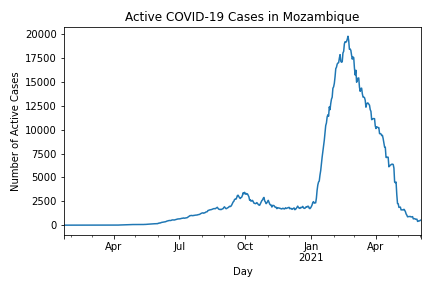 Active COVID-19 Cases in Mozambique
20000
17500
15000
12500
10000
7500
5000
2500
0
Number of Active Cases
Apr
Jul
Oct
Jan
2021
Apr
Day